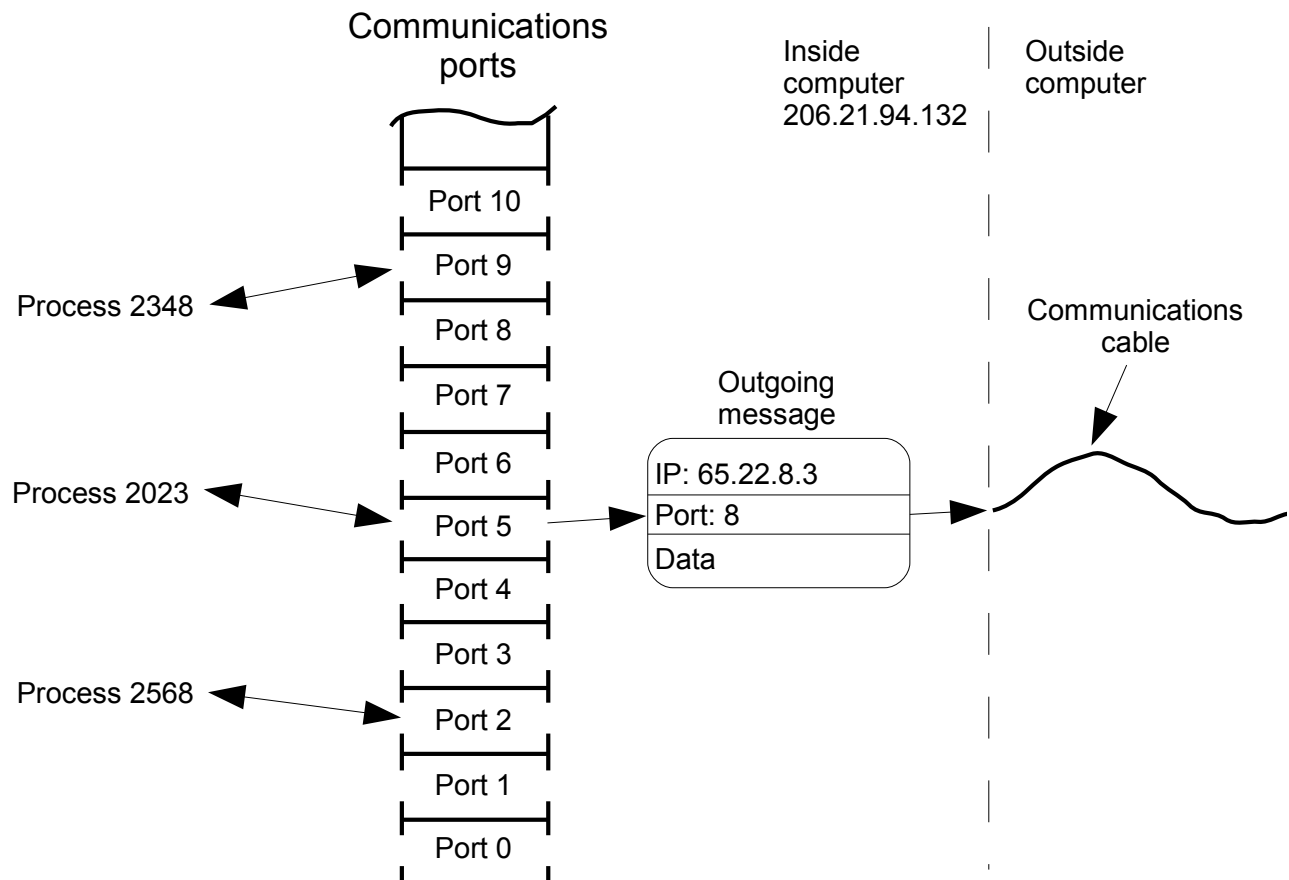 Communications
ports
Inside
computer
206.21.94.132
Outside
computer
Port 10
Port 9
Port 8
Port 7
Port 6
Port 5
Port 4
Port 3
Port 2
Port 1
Port 0
Process 2348
Process 2023
Process 2568
Outgoing
message
IP: 65.22.8.3
Port: 8
Data
Communications
cable